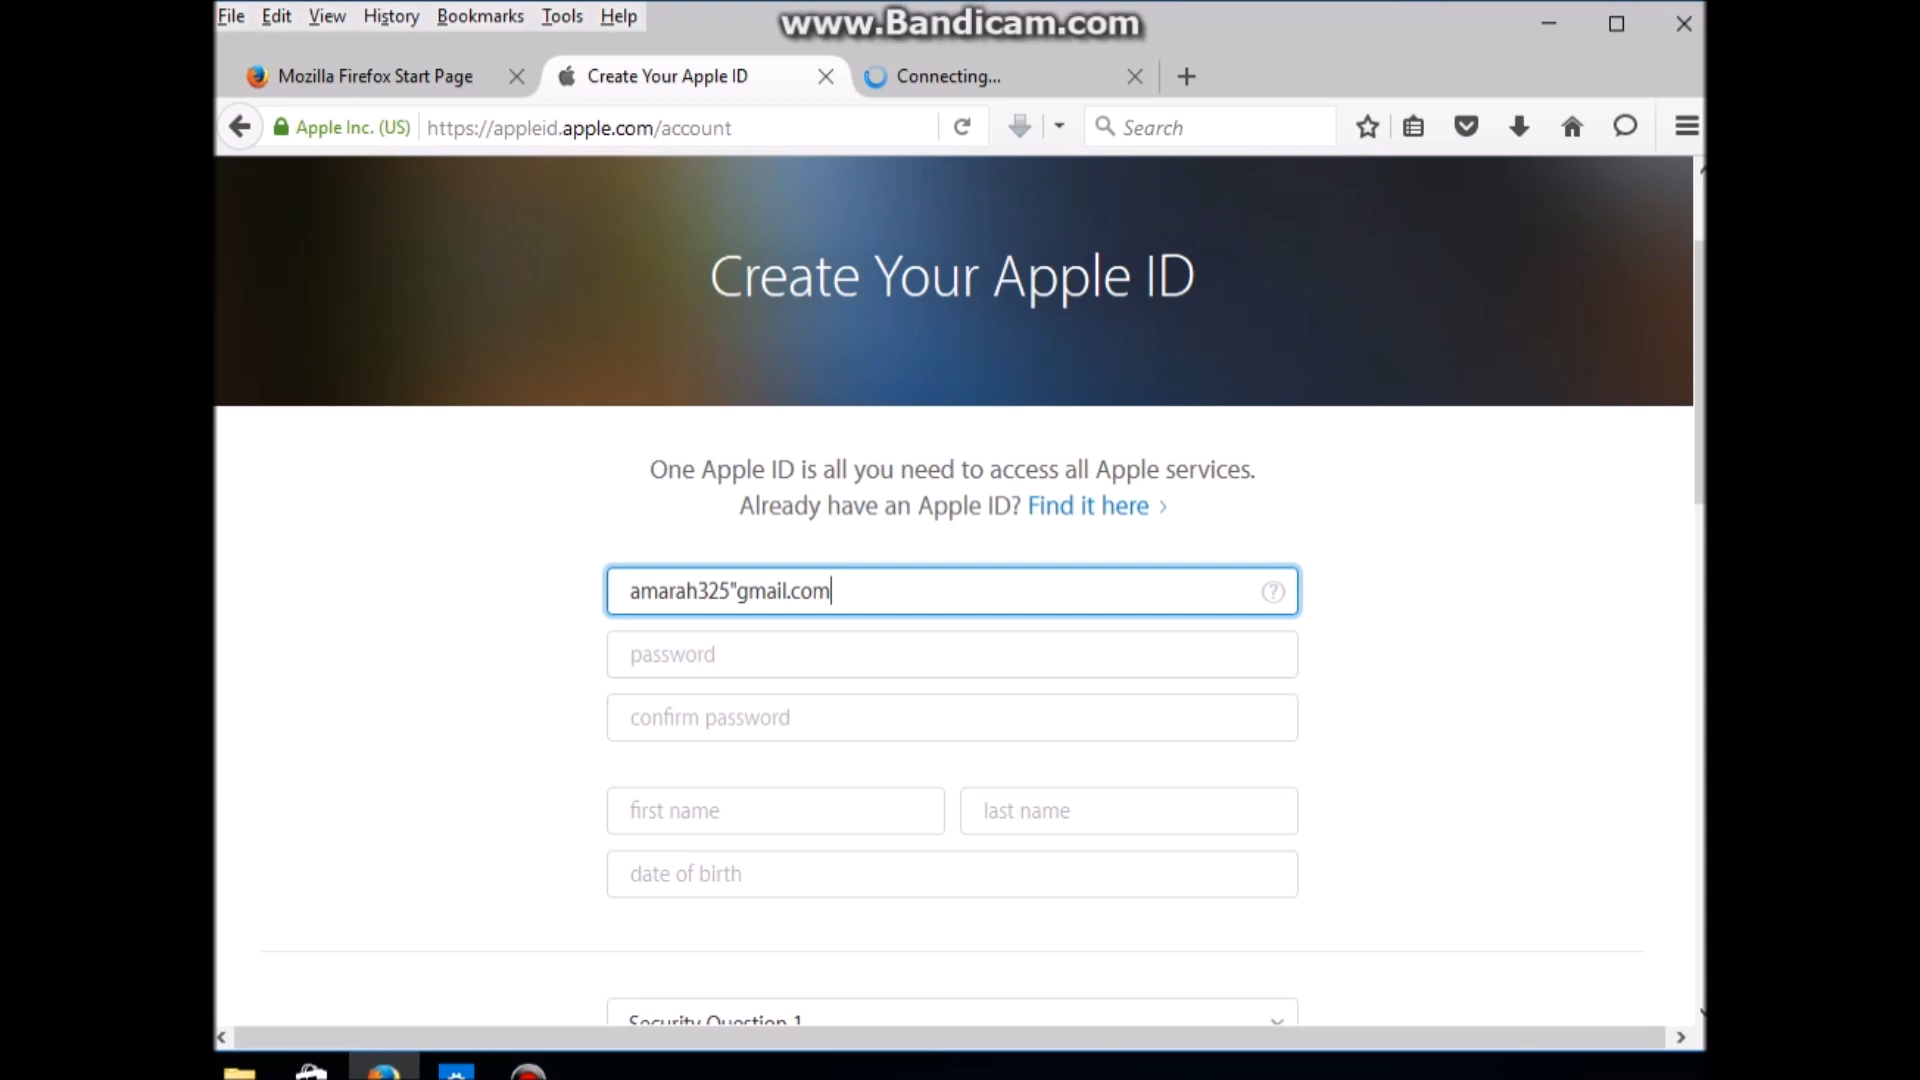 www.Bandicam.com
File Edit View History Bookmarks Tools Help
Mozilla Firefox Start Page
Create Your Apple ID
Connecting...
Apple Inc. (US)
https://appleid.apple.com/account
Search
Create Your Apple ID
One Apple ID is all you need to access all Apple services.
Already have an Apple ID? Find it here
amarah325"gmail.com
password
confirm password
first name
last name
date of birth
Security Question 1